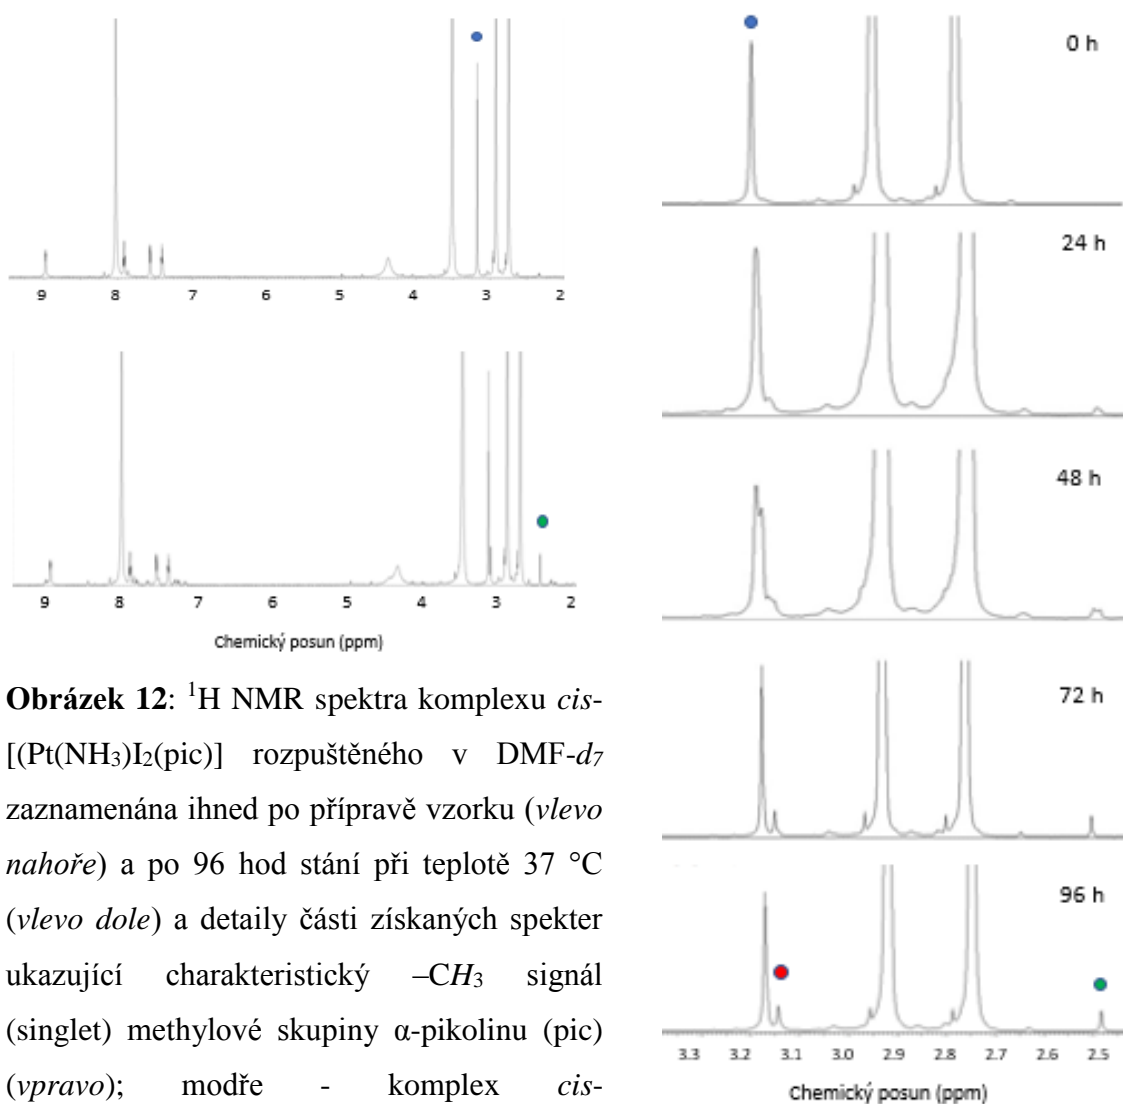 9 8 7 6 5 4 3 2
9 8 7 6 5 4 3 2
Chemický posun (ppm)
Obrázek 12: ¹H NMR spektra komplexu cis-
[(Pt(NH₃)I₂(pic)] rozpuštěného v DMF-d₇
zaznamenána ihned po přípravě vzorku (vlevo
nahoře) a po 96 hod stání při teplotě 37 °C
(vlevo dole) a detaily části získaných spekter
ukazující charakteristický –CH₃ signál
(singlet) methylové skupiny α-pikolinu (pic)
(vpravo); modře - komplex cis-
0 h
24 h
48 h
72 h
96 h
3.3 3.2 3.1 3.0 2.9 2.8 2.7 2.6 2.5
Chemický posun (ppm)